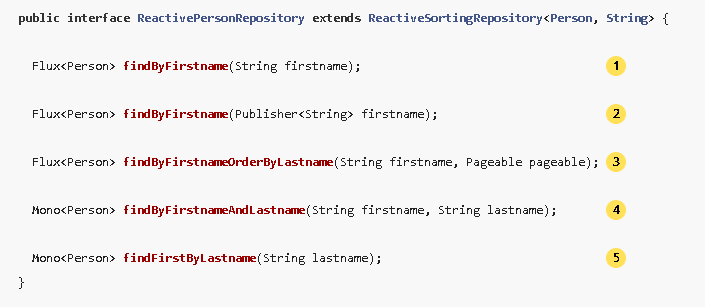 public interface ReactivePersonRepository extends ReactiveSortingRepository<Person, String> {
Flux<Person> findByFirstname(String firstname); 1
Flux<Person> findByFirstname(Publisher<String> firstname); 2
Flux<Person> findByFirstnameOrderByLastname(String firstname, Pageable pageable); 3
Mono<Person> findByFirstnameAndLastname(String firstname, String lastname); 4
Mono<Person> findFirstByLastname(String lastname); 5
}